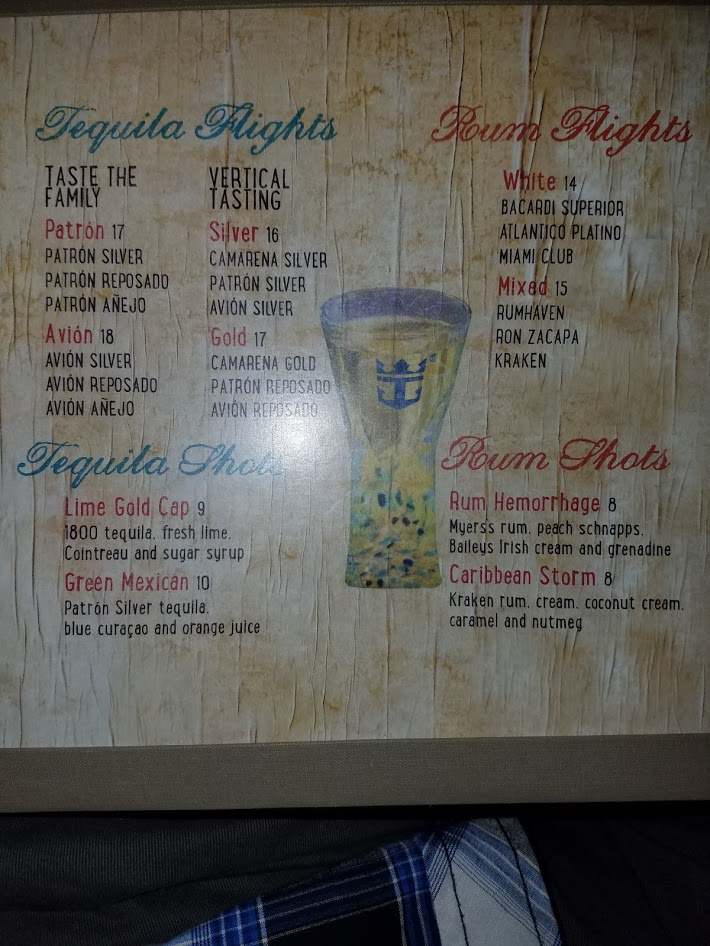 Tequila Flights
TASTE THE
FAMILY
Patrón 17
PATRÓN SILVER
PATRÓN REPOSADO
PATRÓN AÑEJO
Avión 18
AVIÓN SILVER
AVIÓN REPOSADO
AVIÓN AÑEJO
VERTICAL
TASTING
Silver 16
CAMARENA SILVER
PATRÓN SILVER
AVIÓN SILVER
Gold 17
CAMARENA GOLD
PATRÓN REPOSADO
AVIÓN REPOSADO
Rum Flights
White 14
BACARDI SUPERIOR
ATLANTICO PLATINO
MIAMI CLUB
Mixed 15
RUMHAVEN
RON ZACAPA
KRAKEN
Tequila Shots
Lime Gold Cap 9
1800 tequila, fresh lime,
Cointreau and sugar syrup
Green Mexican 10
Patrón Silver tequila,
blue curaçao and orange juice
Rum Shots
Rum Hemorrhage 8
Myers's rum, peach schnapps,
Baileys Irish cream and grenadine
Caribbean Storm 8
Kraken rum, cream, coconut cream,
caramel and nutmeg